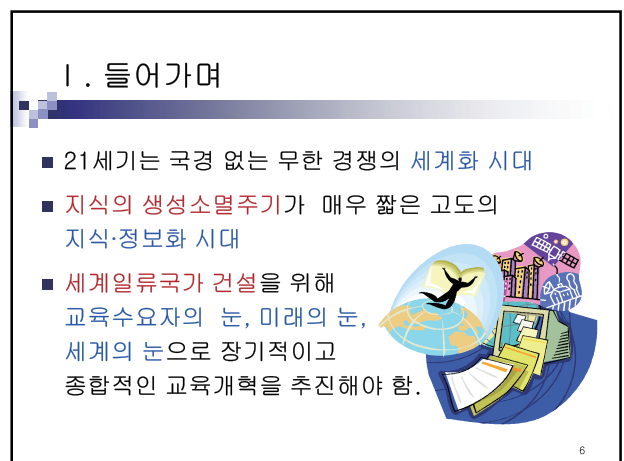 Ⅰ. 들어가며
21세기는 국경 없는 무한 경쟁의 세계화 시대
지식의 생성소멸주기가 매우 짧은 고도의
지식·정보화 시대
세계일류국가 건설을 위해
교육수요자의 눈, 미래의 눈,
세계의 눈으로 장기적이고
종합적인 교육개혁을 추진해야 함.
6